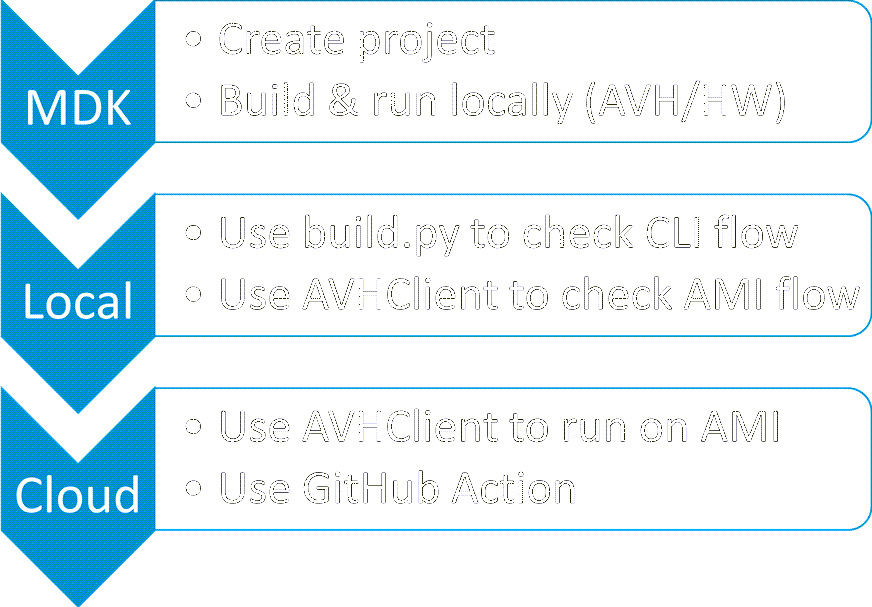 MDK
• Create project
• Build & run locally (AVH/HW)
Local
• Use build.py to check CLI flow
• Use AVHClient to check AMI flow
Cloud
• Use AVHClient to run on AMI
• Use GitHub Action